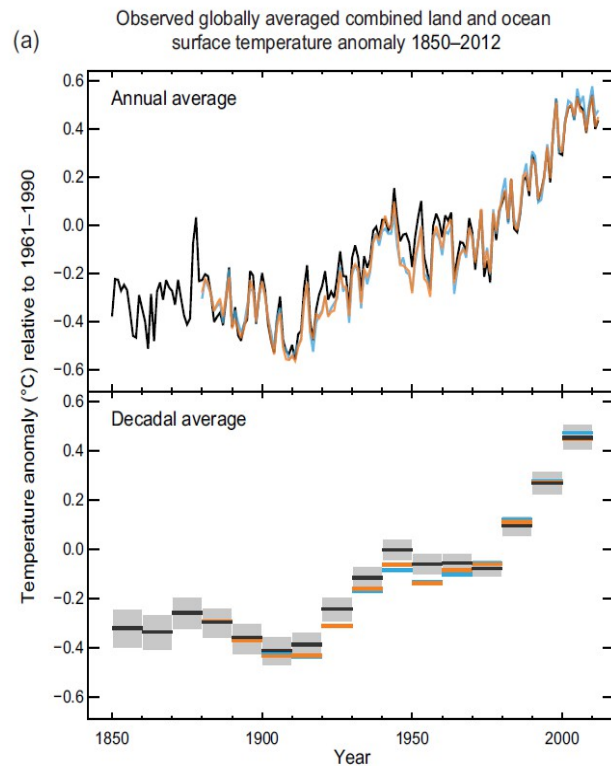 Observed globally averaged combined land and ocean
(a)
surface temperature anomaly 1850–2012
Annual average
0.6
0.4
0.2
0.0
−0.2
−0.4
−0.6
Temperature anomaly (°C) relative to 1961–1990
Decadal average
0.6
0.4
0.2
0.0
−0.2
−0.4
−0.6
1850
1900
1950
2000
Year